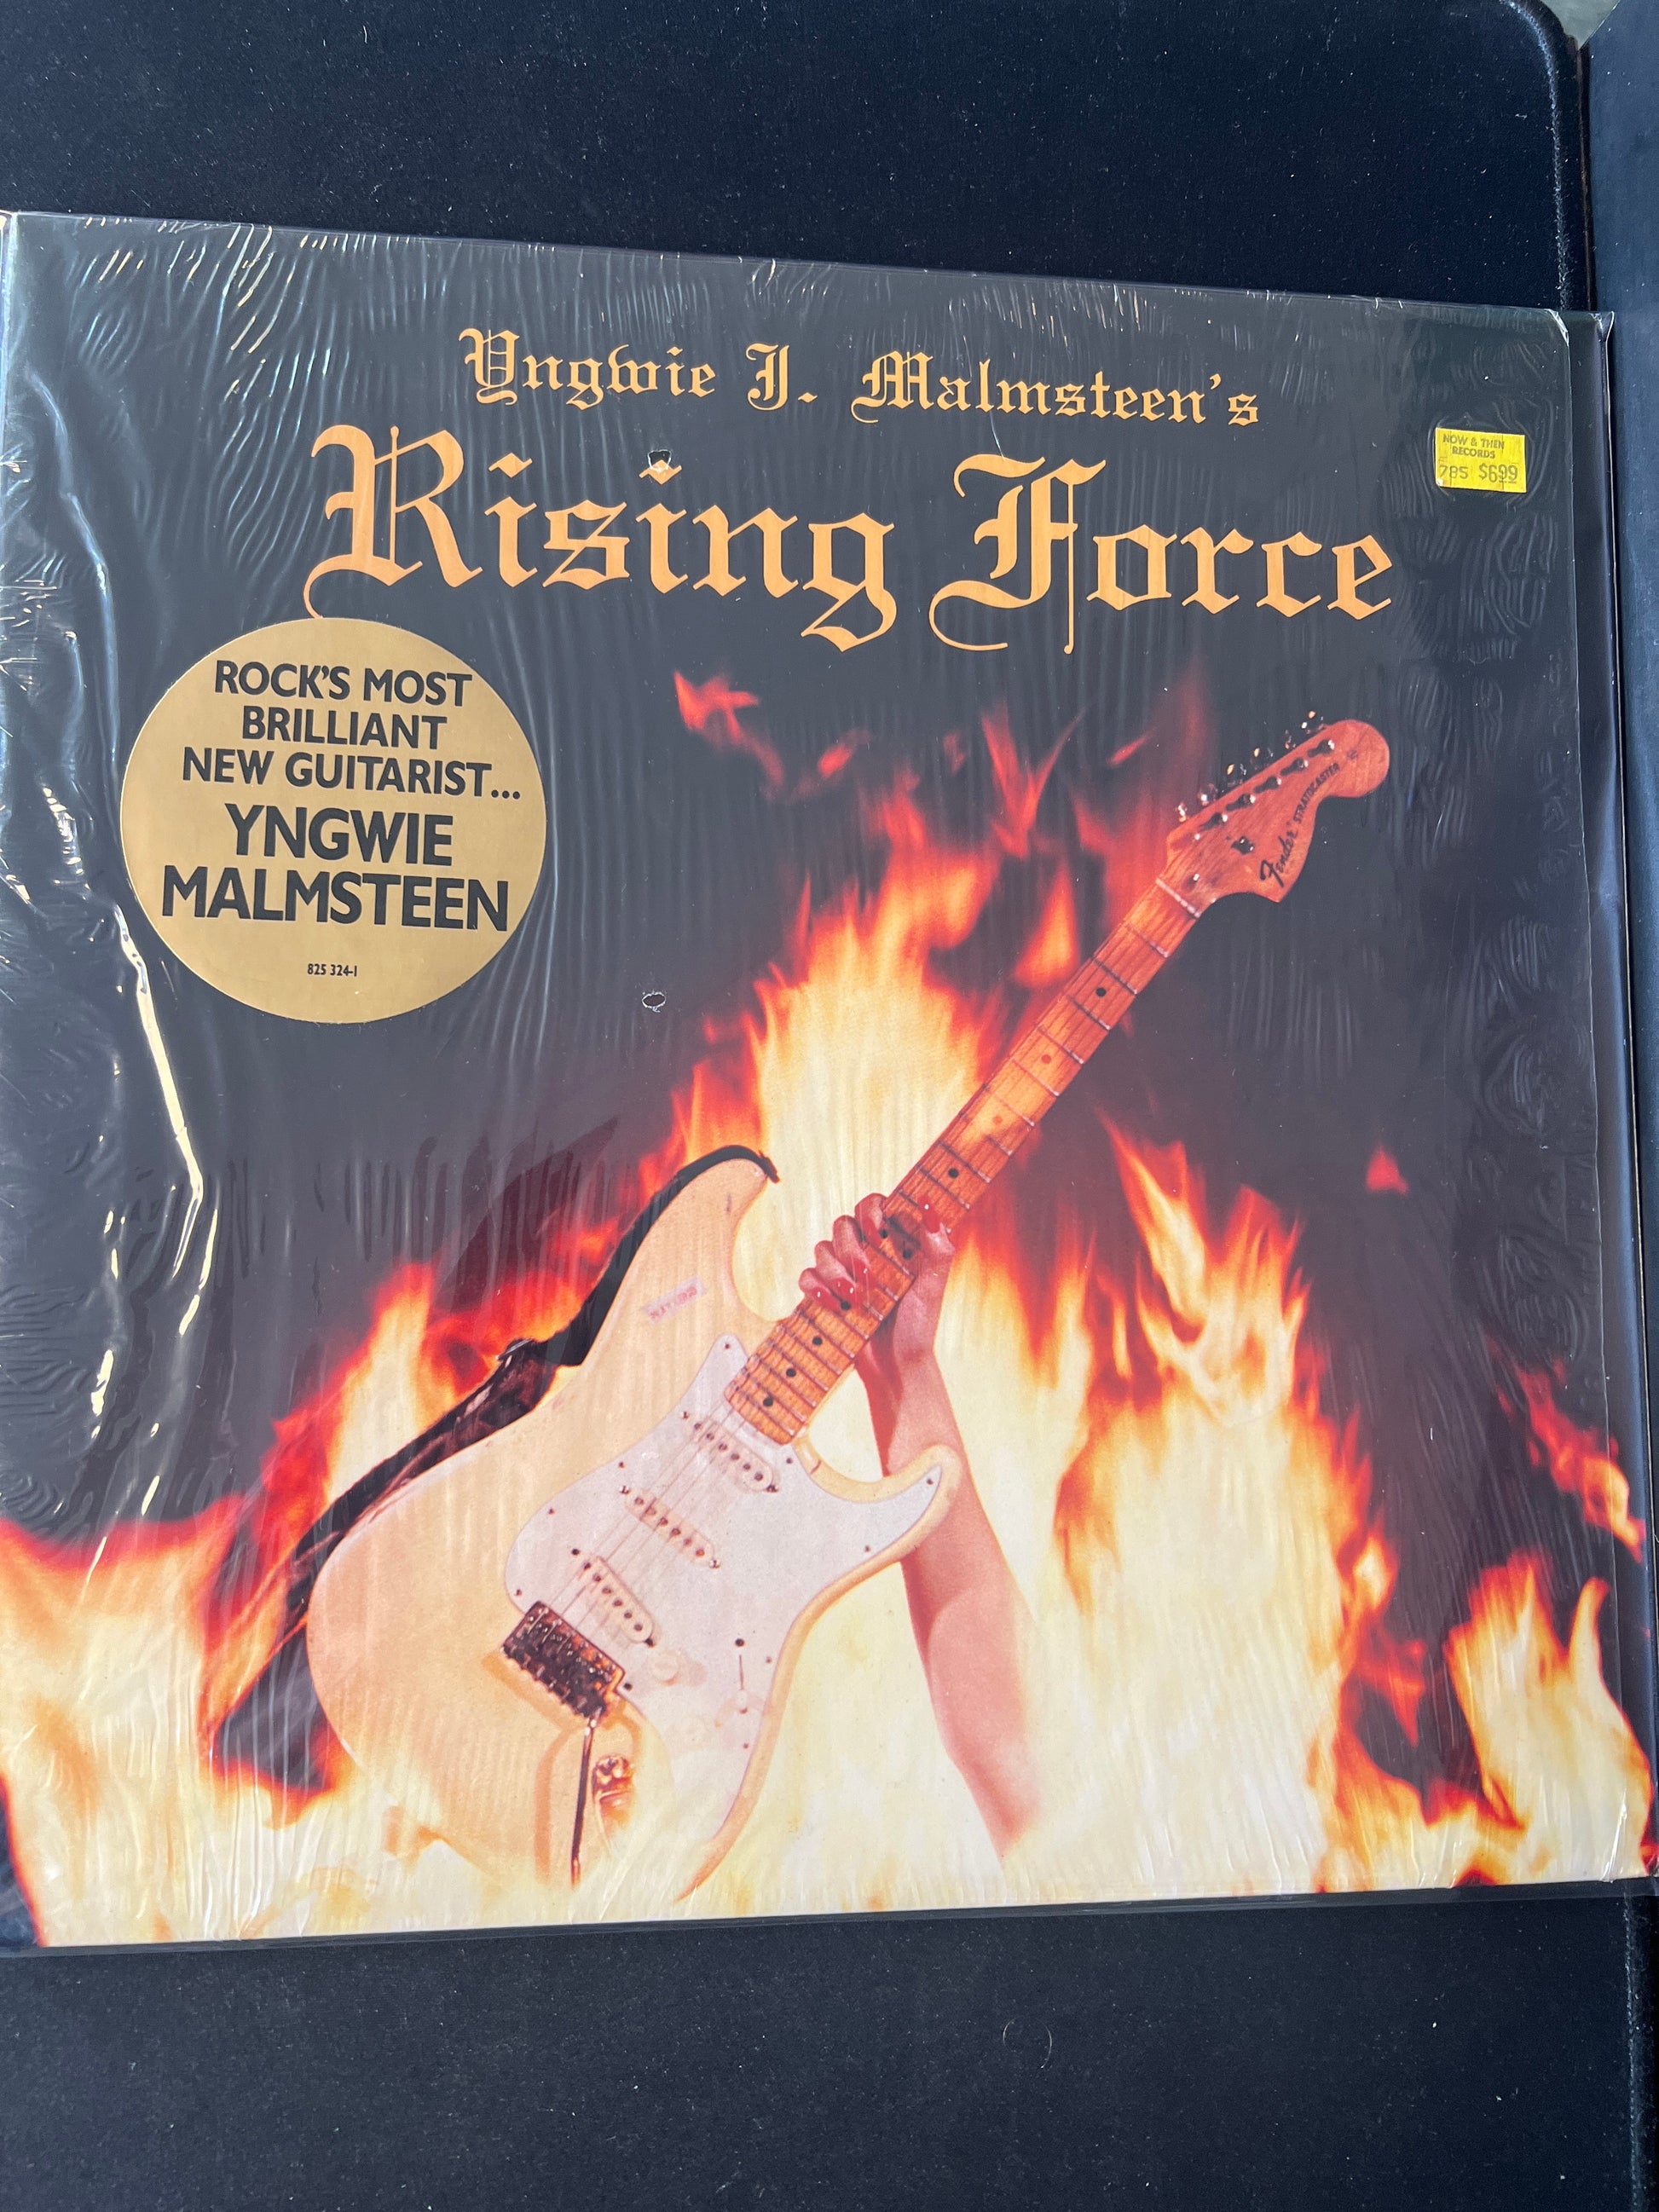 Yngwie J. Malmsteen's
Rising Force
NOW & THEN
RECORDS
785 $6.99
ROCK'S MOST
BRILLIANT
NEW GUITARIST...
YNGWIE
MALMSTEEN
825 324-1
Fender STRATOCASTER